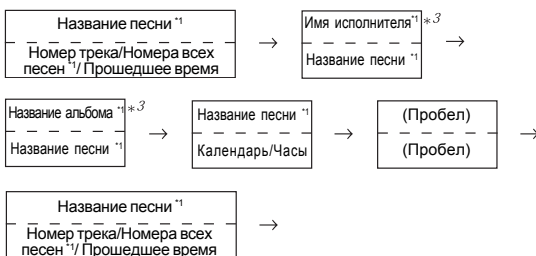 Название песни *1
Номер трека/Номера всех
песен *1/ Прошедшее время
→
Имя исполнителя*1 *3
Название песни *1
→
Название альбома *1 *3
Название песни *1
→
Название песни *1
Календарь/Часы
→
(Пробел)
(Пробел)
→
Название песни *1
Номер трека/Номера всех
песен *1/ Прошедшее время
→